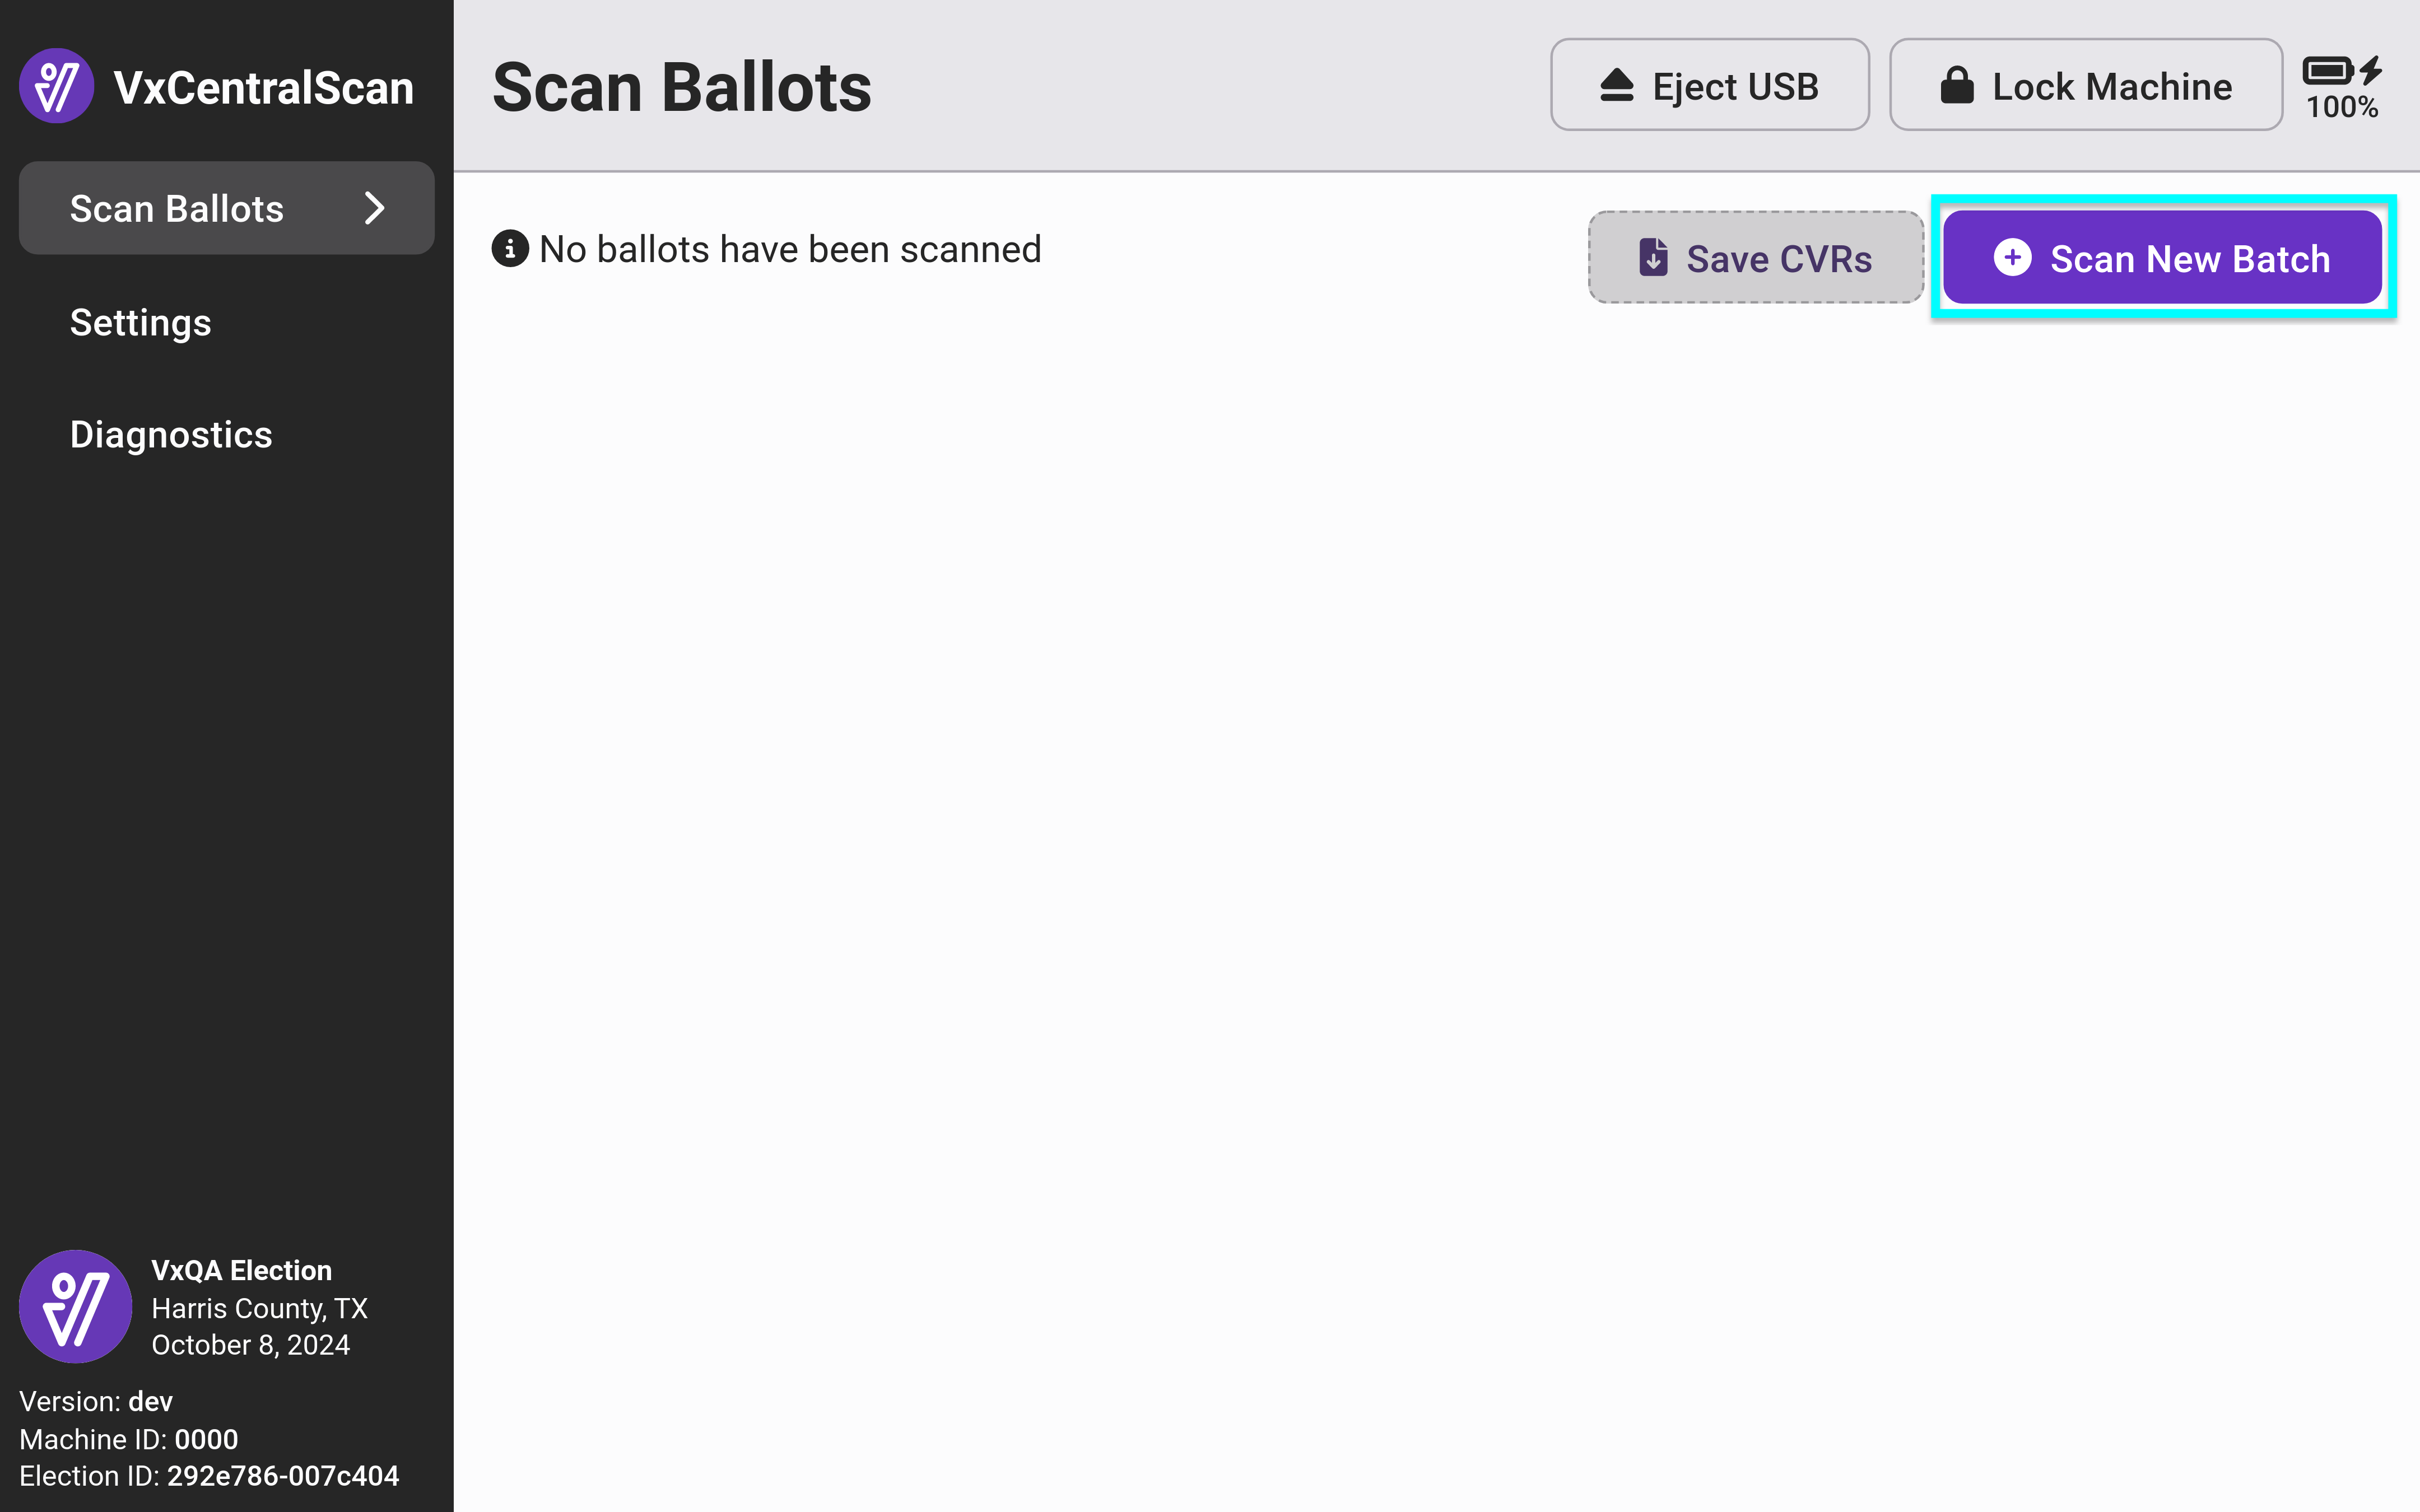 VxCentralScan
Scan Ballots
Settings
Diagnostics
VxQA Election
Harris County, TX
October 8, 2024
Version: dev
Machine ID: 0000
Election ID: 292e786-007c404
Scan Ballots
Eject USB
Lock Machine
100%
No ballots have been scanned
Save CVRs
Scan New Batch